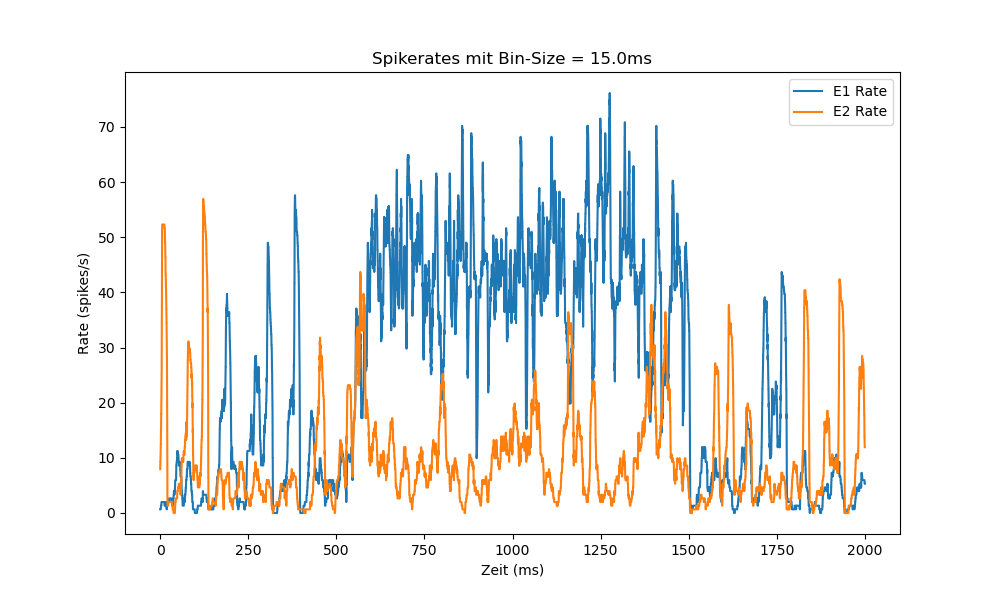 Spikerates mit Bin-Size = 15.0ms
E1 Rate
E2 Rate
Rate (spikes/s)
70
60
50
40
30
20
10
0
0 250 500 750 1000 1250 1500 1750 2000
Zeit (ms)